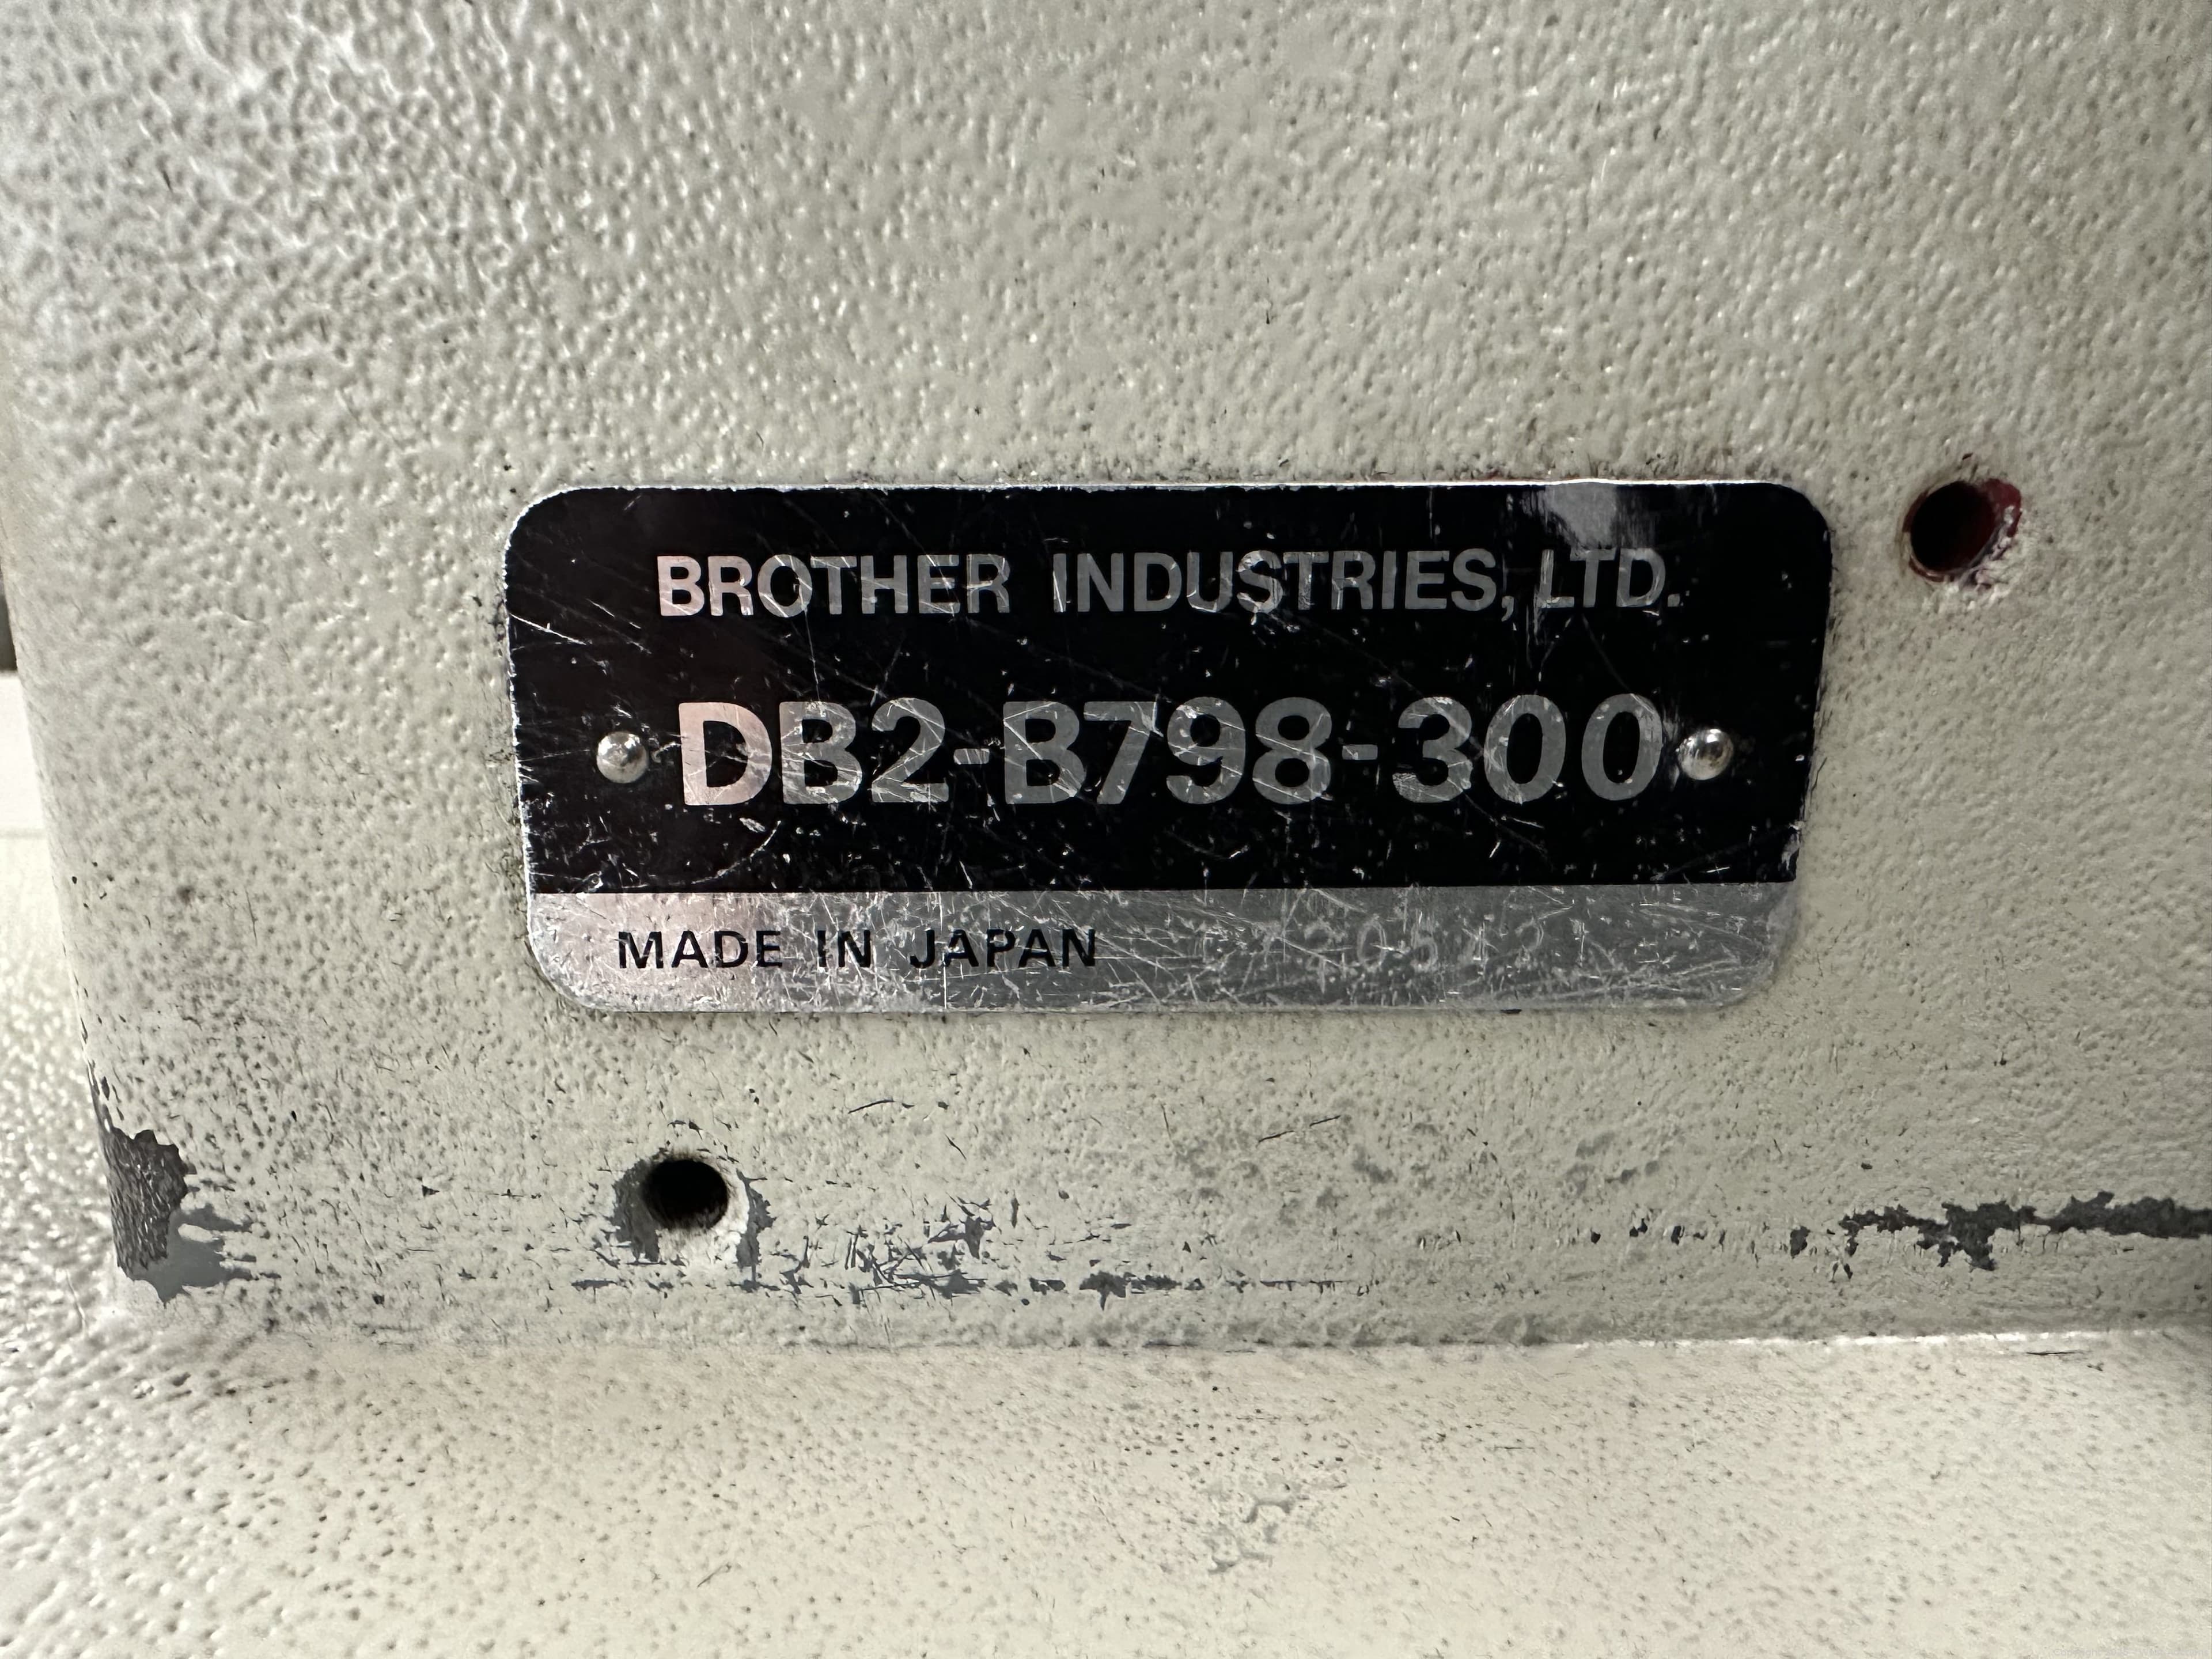 BROTHER INDUSTRIES, LTD.
DB2-B798-300
MADE IN JAPAN